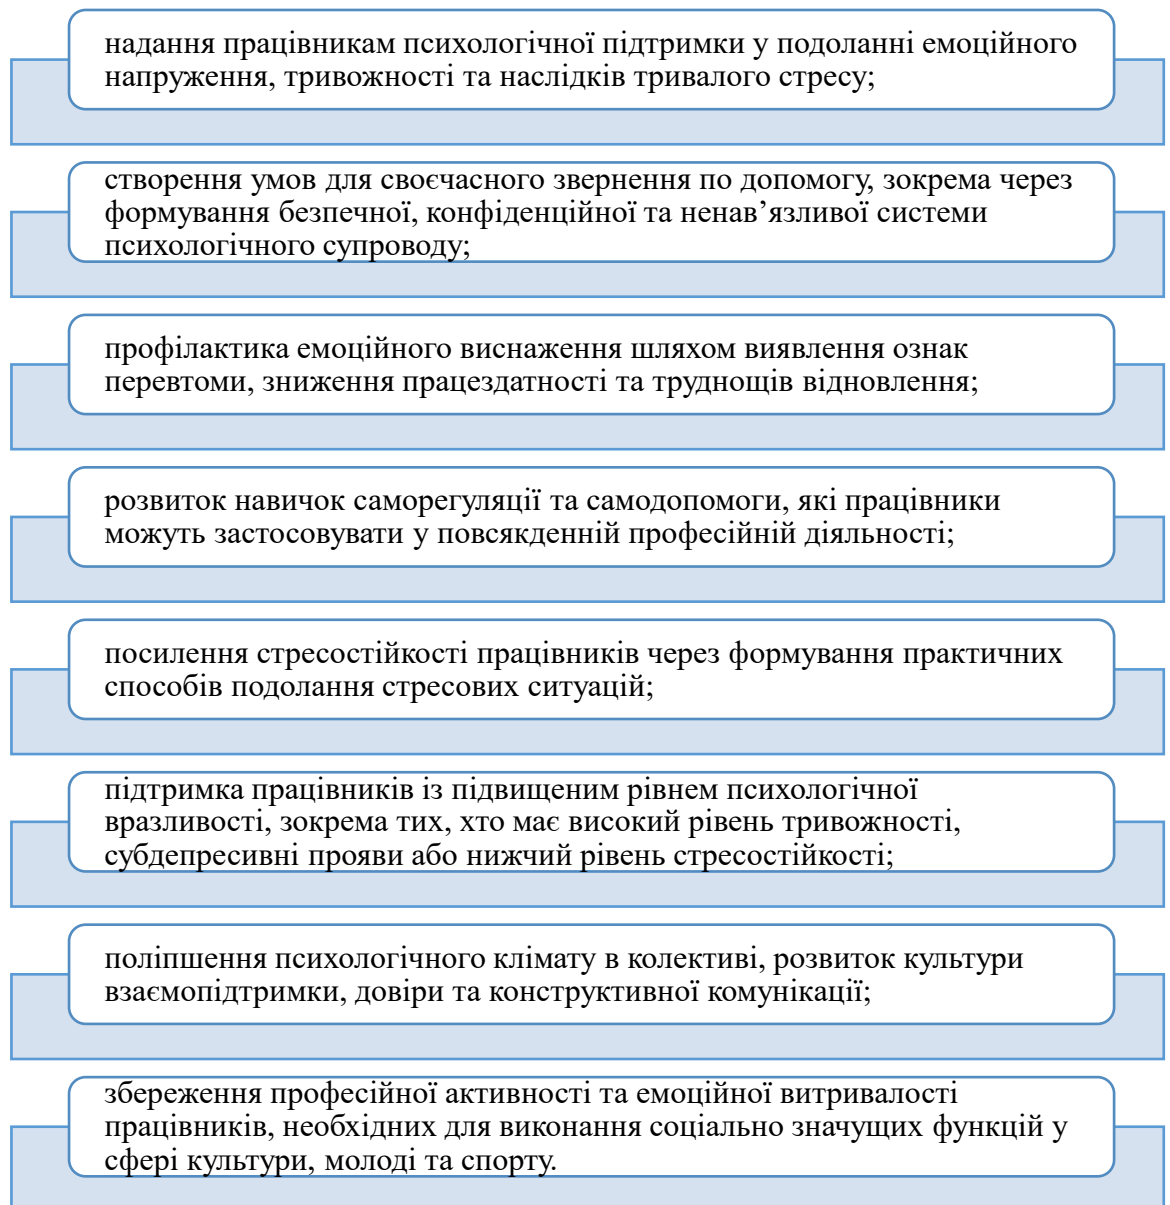 надання працівникам психологічної підтримки у подоланні емоційного
напруження, тривожності та наслідків тривалого стресу;
створення умов для своєчасного звернення по допомогу, зокрема через
формування безпечної, конфіденційної та ненав’язливої системи
психологічного супроводу;
профілактика емоційного виснаження шляхом виявлення ознак
перевтоми, зниження працездатності та труднощів відновлення;
розвиток навичок саморегуляції та самодопомоги, які працівники
можуть застосовувати у повсякденній професійній діяльності;
посилення стресостійкості працівників через формування практичних
способів подолання стресових ситуацій;
підтримка працівників із підвищеним рівнем психологічної
вразливості, зокрема тих, хто має високий рівень тривожності,
субдепресивні прояви або нижчий рівень стресостійкості;
поліпшення психологічного клімату в колективі, розвиток культури
взаємопідтримки, довіри та конструктивної комунікації;
збереження професійної активності та емоційної витривалості
працівників, необхідних для виконання соціально значущих функцій у
сфері культури, молоді та спорту.